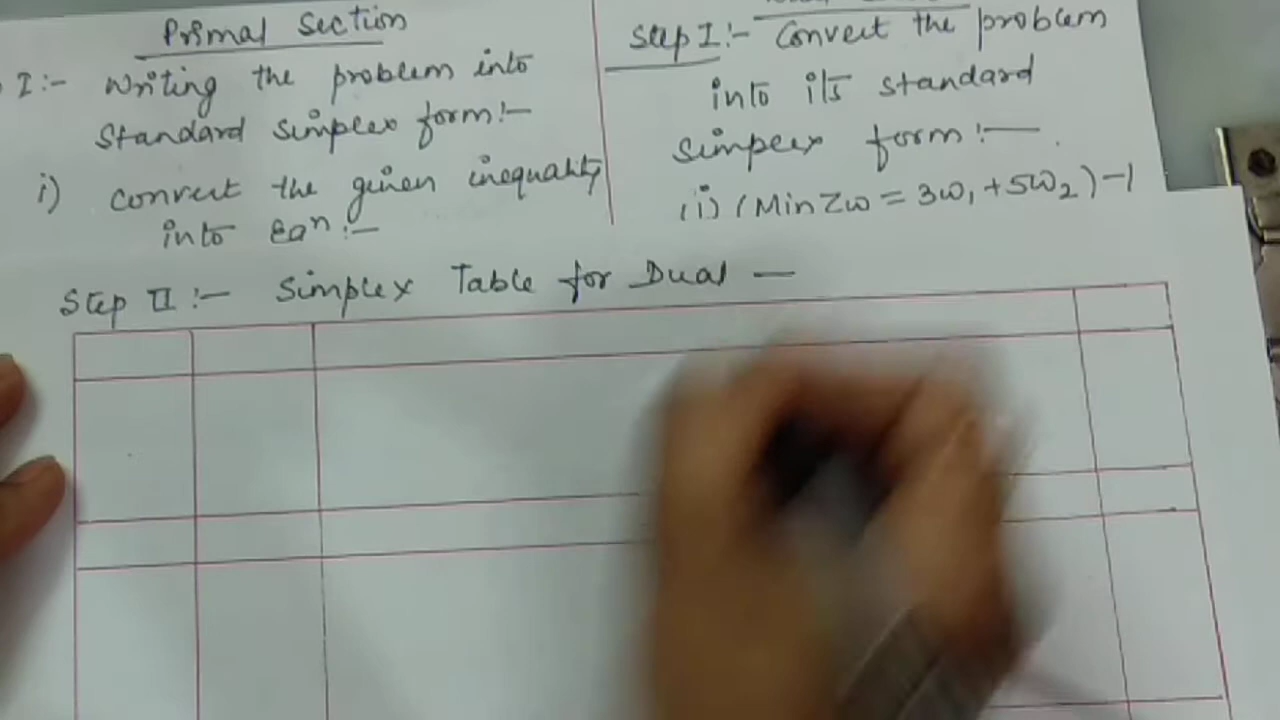 Primal Section
I:- Writing the problem into
Standard Simplex form:-
i) Convert the given inequality
into eqn:-
Step I:- Convert the problem
into its standard
simplex form:-
(i) (Min Zw = 3w1 + 5w2) -1
Step II:- Simplex Table for Dual -